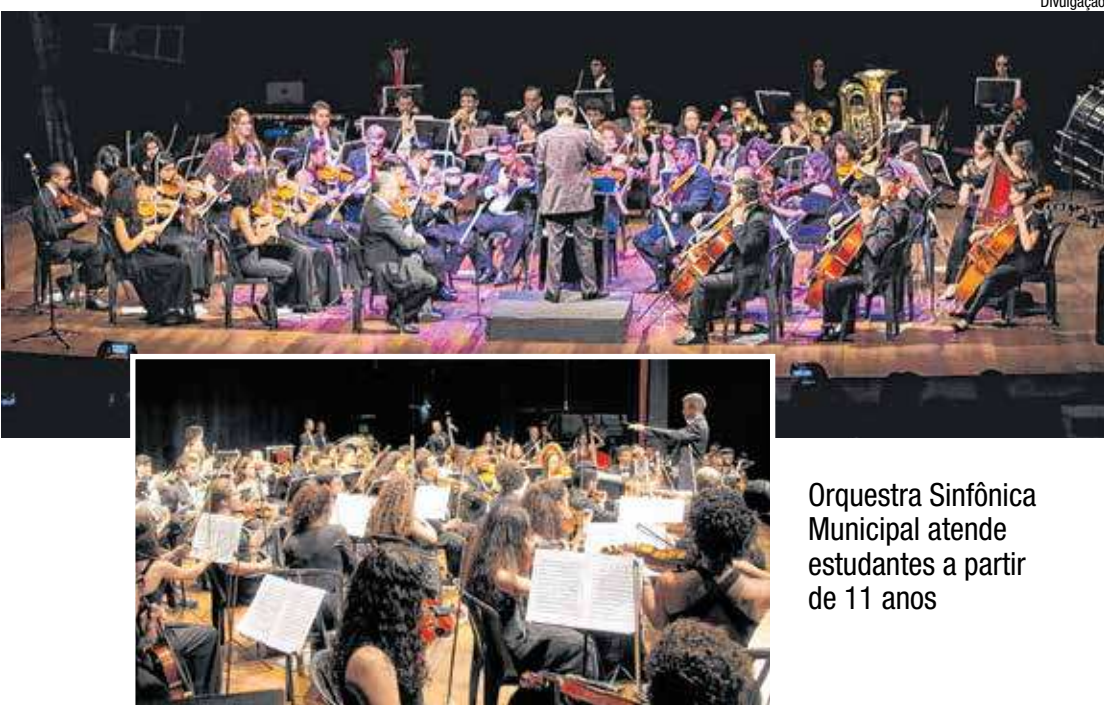 Divulgação
Orquestra Sinfônica
Municipal atende
estudantes a partir
de 11 anos